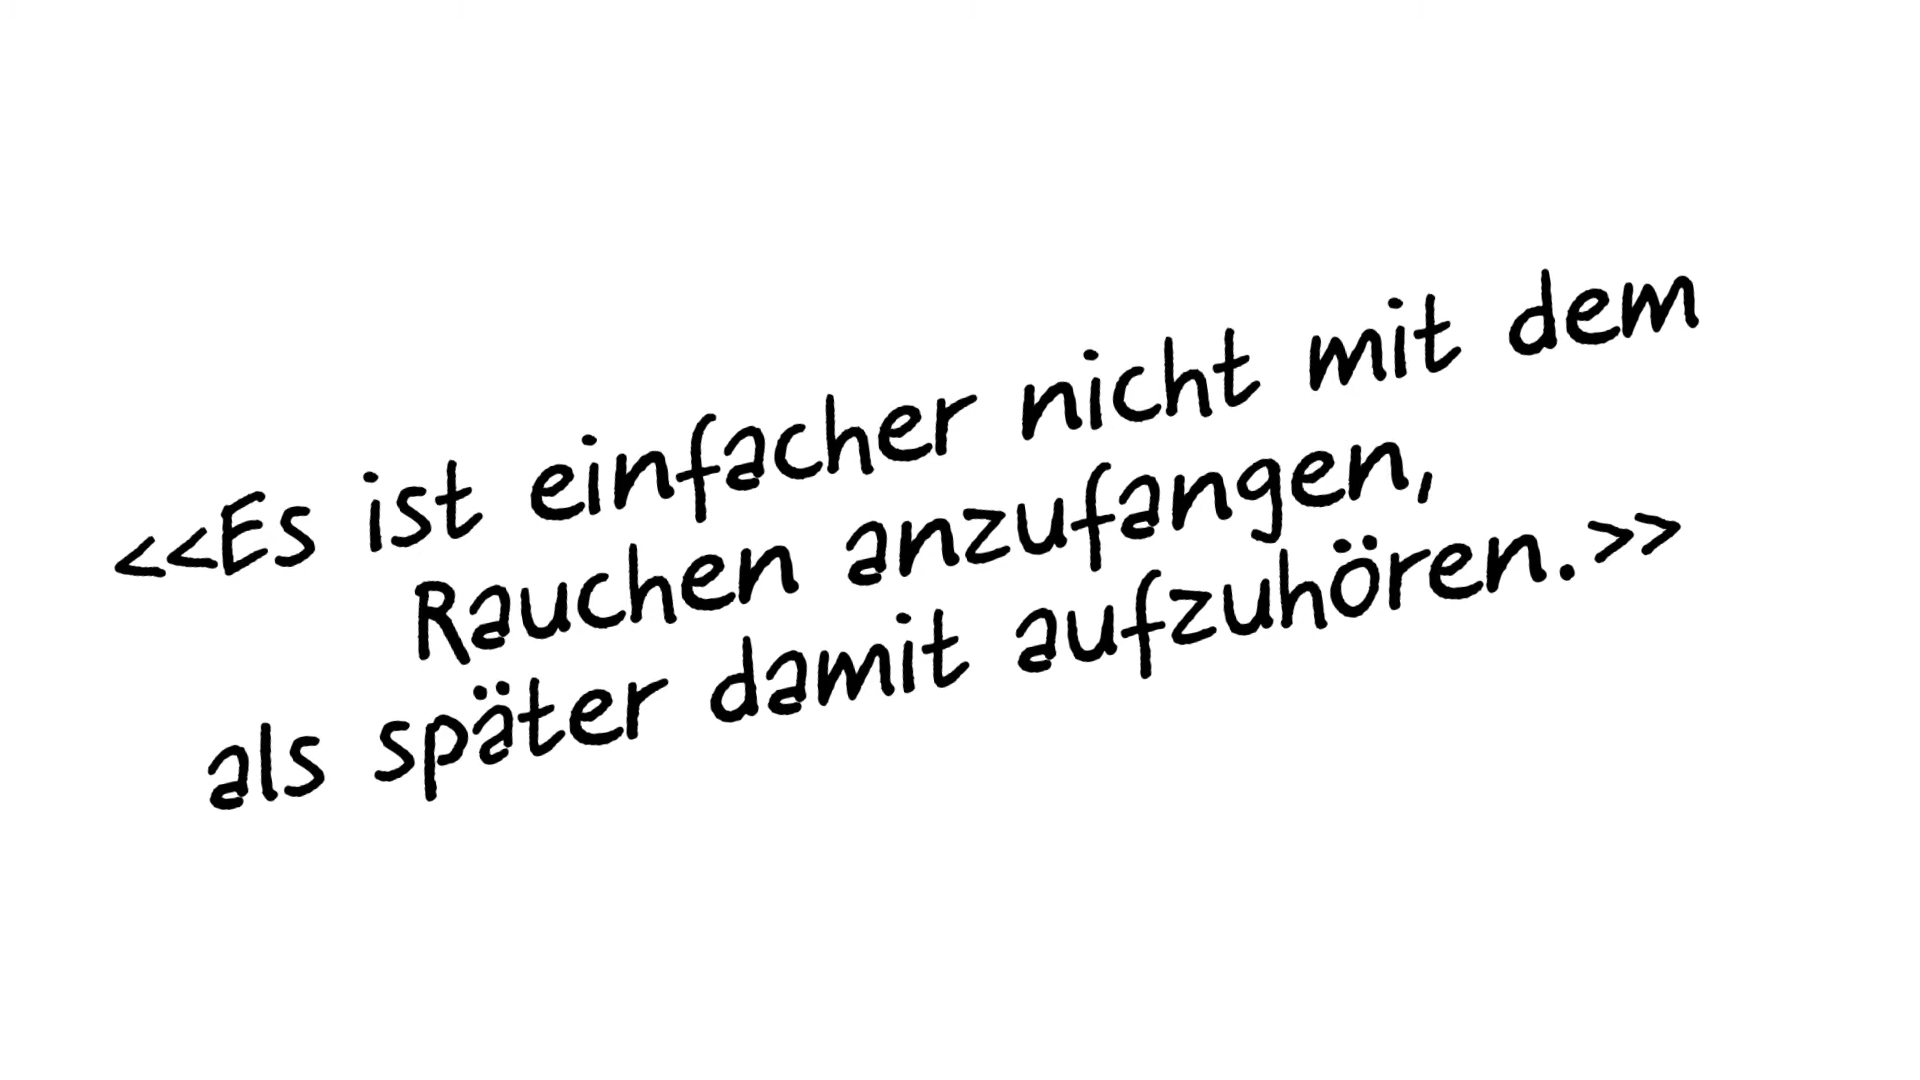 <<Es ist einfacher nicht mit dem
Rauchen anzufangen,
als später damit aufzuhören.>>